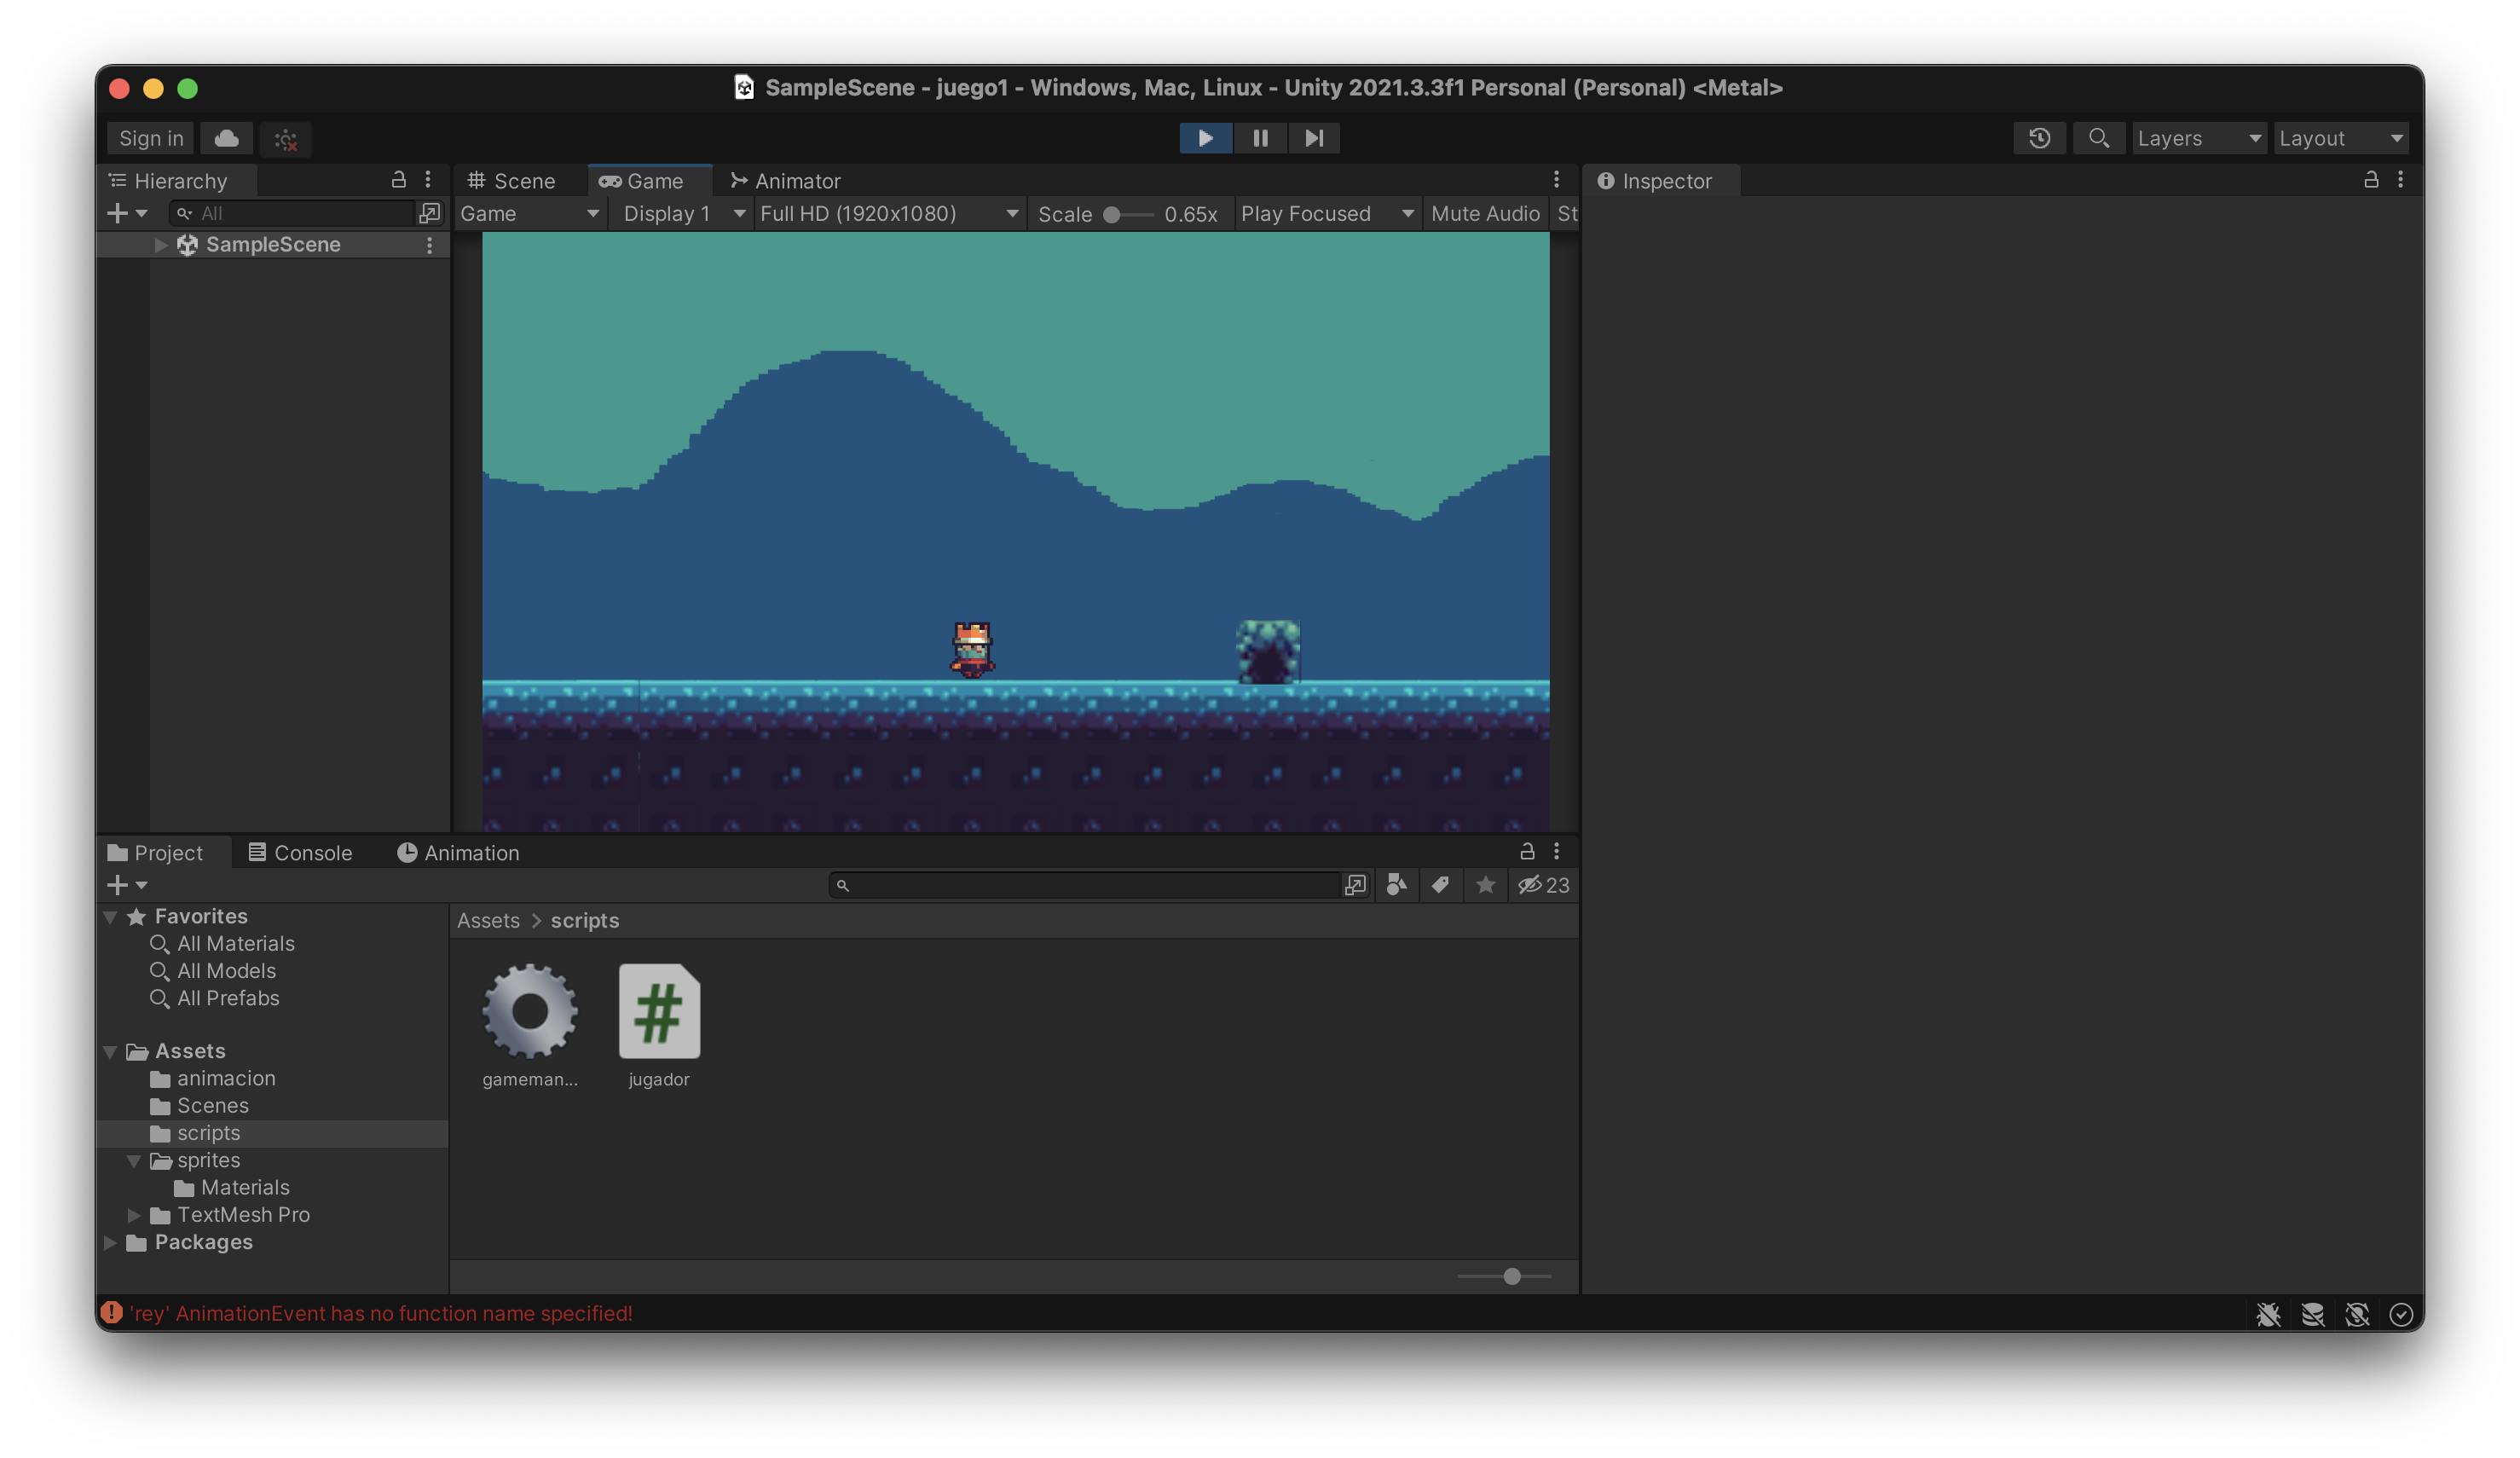 SampleScene - juego1 - Windows, Mac, Linux - Unity 2021.3.3f1 Personal (Personal) <Metal>
Sign in
Layers
Layout
Hierarchy
All
SampleScene
Scene
Game
Animator
Game
Display 1
Full HD (1920x1080)
Scale
0.65x
Play Focused
Mute Audio
St
Inspector
Project
Console
Animation
23
Favorites
All Materials
All Models
All Prefabs
Assets
animacion
Scenes
scripts
sprites
Materials
TextMesh Pro
Packages
Assets > scripts
gameman...
jugador
'rey' AnimationEvent has no function name specified!